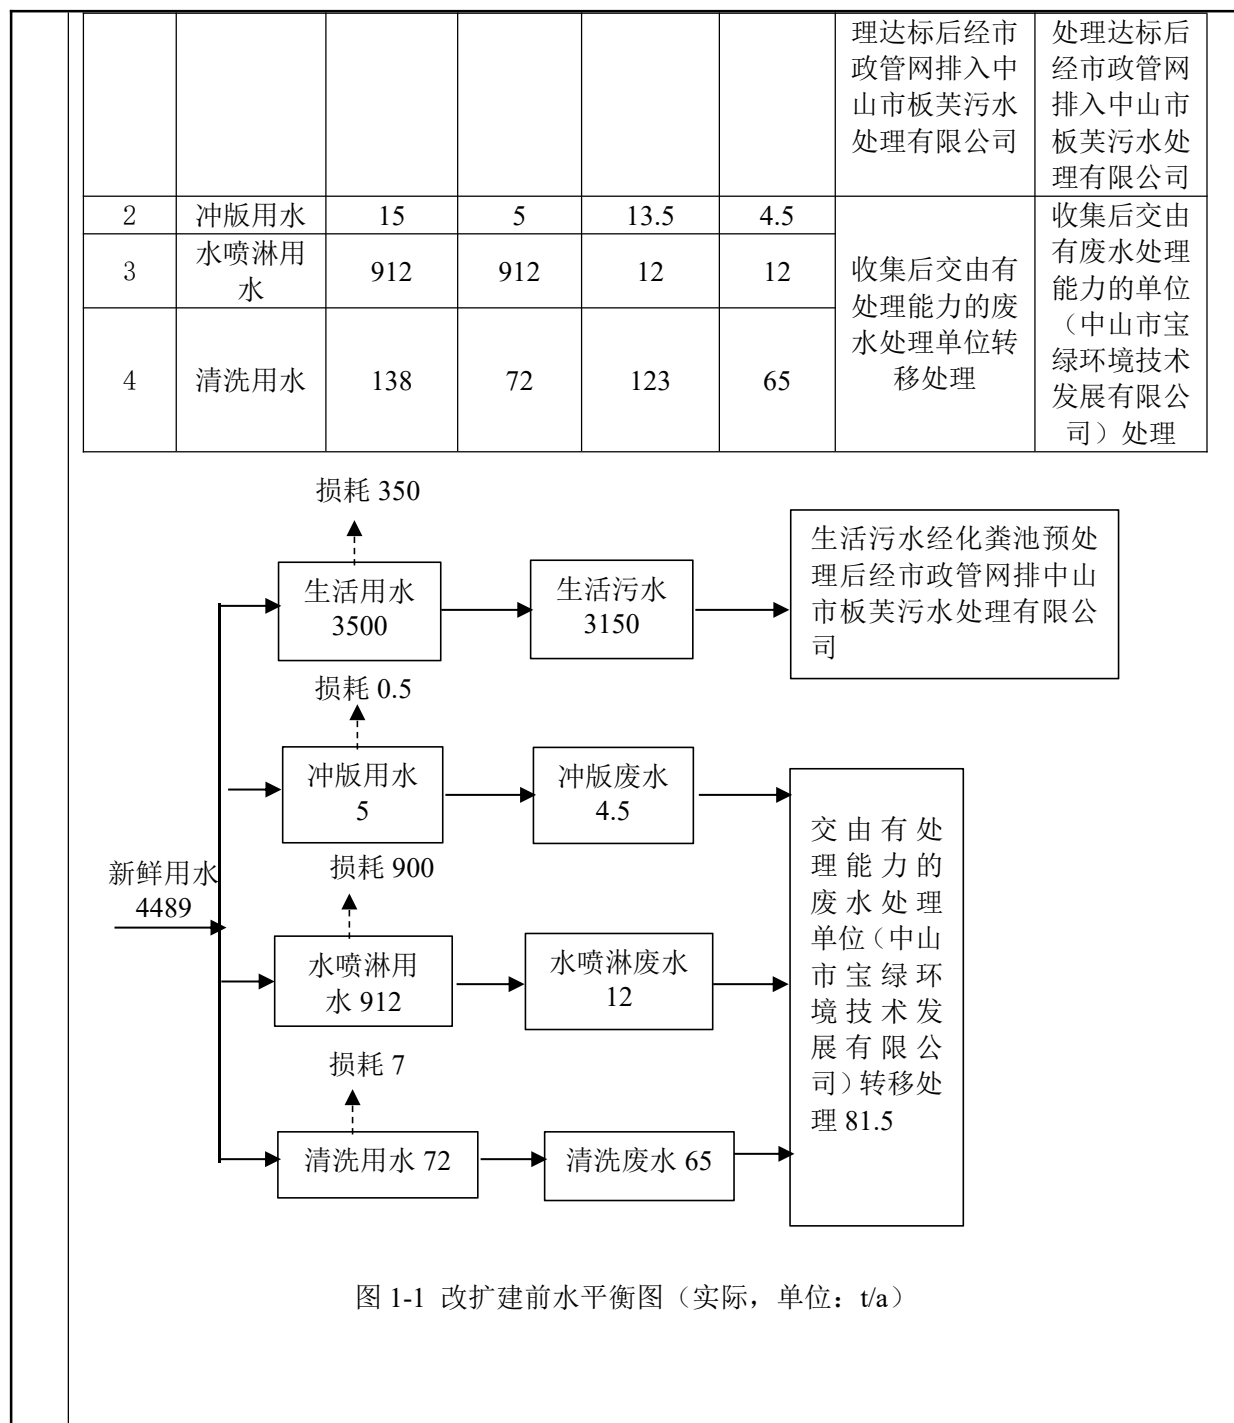 理达标后经市
政管网排入中
山市板芙污水
处理有限公司
处理达标后
经市政管网
排入中山市
板芙污水处
理有限公司
2 冲版用水 15 5 13.5 4.5
3 水喷淋用
水 912 912 12 12
4 清洗用水 138 72 123 65
收集后交由有
处理能力的废
水处理单位转
移处理
收集后交由
有废水处理
能力的单位
（中山市宝
绿环境技术
发展有限公
司）处理
损耗 350
生活用水
3500
生活污水
3150
生活污水经化粪池预处
理后经市政管网排中山
市板芙污水处理有限公
司
损耗 0.5
冲版用水
5
冲版废水
4.5
新鲜用水
4489
损耗 900
水喷淋用
水 912
水喷淋废水
12
损耗 7
清洗用水 72
清洗废水 65
交由有处
理能力的
废水处理
单位（中山
市宝绿环
境技术发
展有限公
司）转移处
理 81.5
图 1-1 改扩建前水平衡图（实际，单位：t/a）